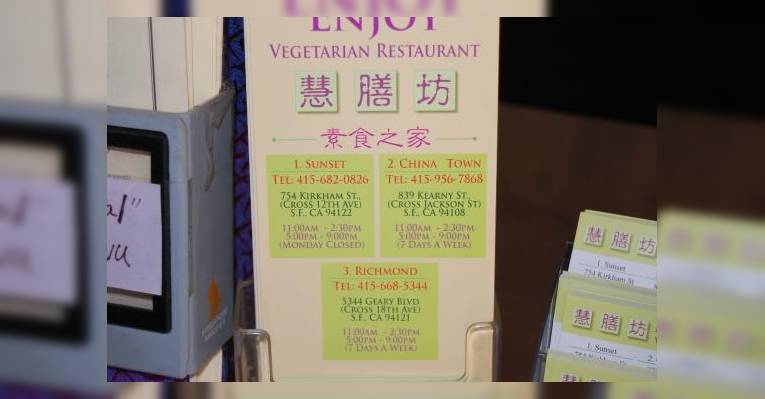 ENJOY
VEGETARIAN RESTAURANT
慧膳坊
素食之家
1. SUNSET
TEL: 415-682-0826
754 KIRKHAM ST.,
(CROSS 12TH AVE)
S.F., CA 94122
11:00AM - 2:30PM
5:00PM - 9:00PM
(MONDAY CLOSED)
2. CHINA TOWN
TEL: 415-956-7868
839 KEARNY ST.,
(CROSS JACKSON ST)
S.F., CA 94108
11:00AM - 2:30PM
5:00PM - 9:00PM
(7 DAYS A WEEK)
3. RICHMOND
TEL: 415-668-5344
5344 GEARY BLVD
(CROSS 18TH AVE)
S.F., CA 94121
11:00AM - 2:30PM
5:00PM - 9:00PM
(7 DAYS A WEEK)
慧膳坊
1. Sunset
754 Kirkham St
慧膳坊
1. Sunset